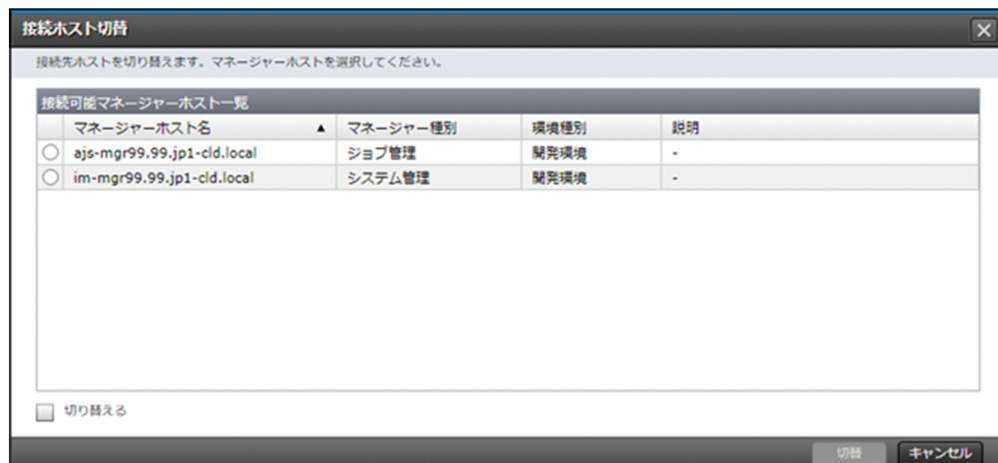 接続ホスト切替
接続先ホストを切り替えます。マネージャーホストを選択してください。
接続可能マネージャーホスト一覧
マネージャーホスト名 ▲ マネージャー種別 環境種別 説明
ajs-mgr99.99.jp1-cld.local ジョブ管理 開発環境 -
im-mgr99.99.jp1-cld.local システム管理 開発環境 -
切り替える
切替 キャンセル